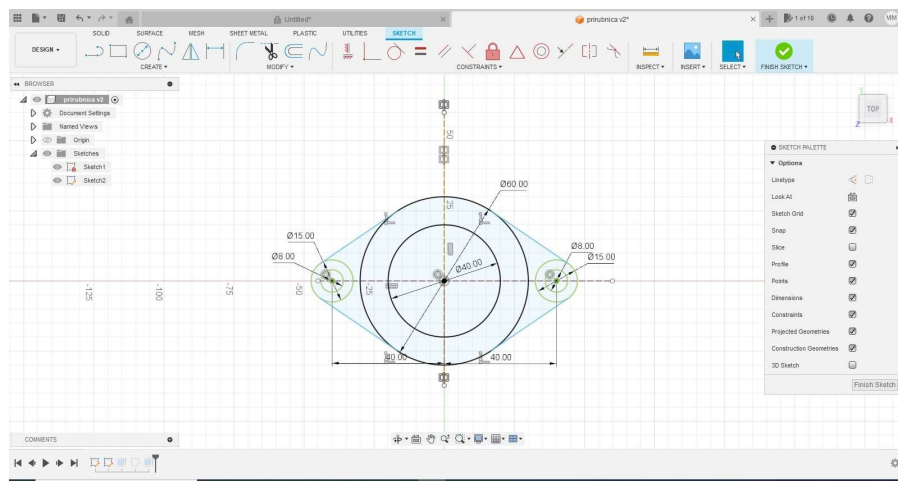 Untitled*
prirubnica v2*
1 of 10
MM
DESIGN
SOLID
SURFACE
MESH
SHEET METAL
PLASTIC
UTILITIES
SKETCH
CREATE
MODIFY
CONSTRAINTS
INSPECT
INSERT
SELECT
FINISH SKETCH
BROWSER
prirubnica v2
Document Settings
Named Views
Origin
Sketches
Sketch1
Sketch2
TOP
Y
Z
X
SKETCH PALETTE
Options
Linetype
Look At
Sketch Grid
Snap
Slice
Profile
Points
Dimensions
Constraints
Projected Geometries
Construction Geometries
3D Sketch
Finish Sketch
50
25
Ø60.00
Ø15.00
Ø8.00
Ø40.00
Ø8.00
Ø15.00
-125
-100
-75
-50
-25
40.00
40.00
COMMENTS